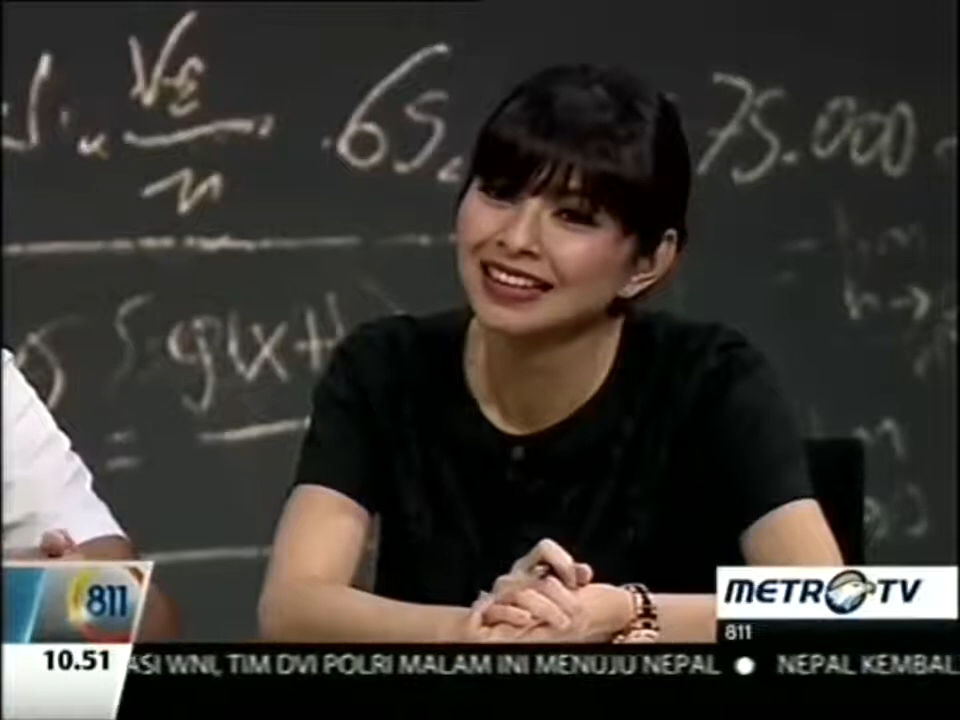 √ε
n
65
75.000
g(x+
=
811
METRO TV
811
10.51
ASI WNI, TIM DVI POLRI MALAM INI MENUJU NEPAL ● NEPAL KEMBAL